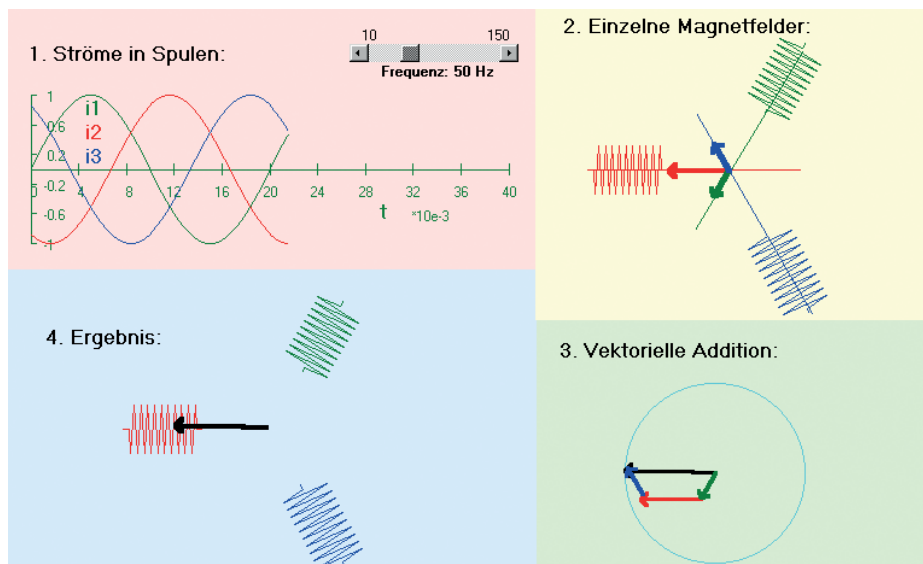 1. Ströme in Spulen:
10 150
Frequenz: 50 Hz
1
0.6
0.2
-0.2
-0.6
-1
i1
i2
i3
0 4 8 12 16 20 24 28 32 36 40
t *10e-3
2. Einzelne Magnetfelder:
4. Ergebnis:
3. Vektorielle Addition: